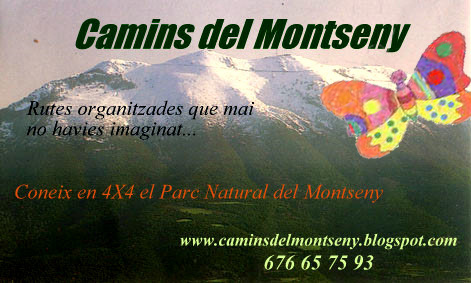 Camins del Montseny
Rutes organitzades que mai
no havies imaginat...
Coneix en 4X4 el Parc Natural del Montseny
www.caminsdelmontseny.blogspot.com
676 65 75 93